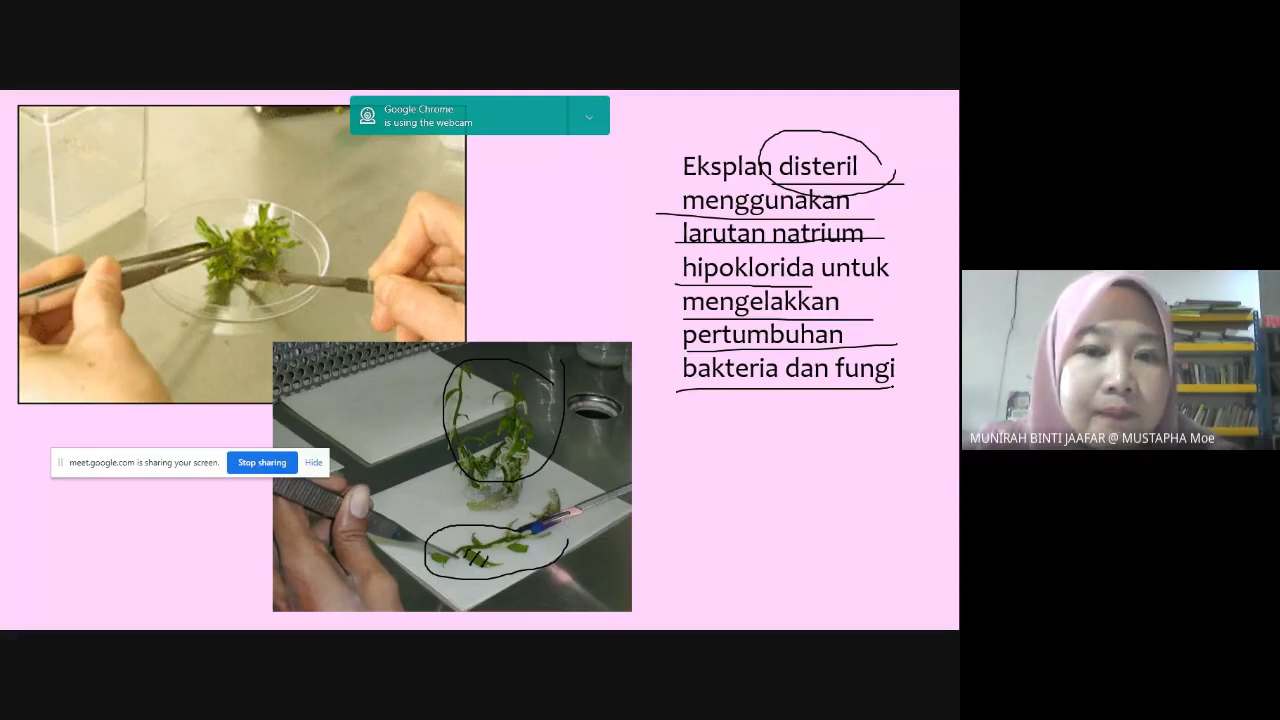 Google Chrome
is using the webcam
Eksplan disteril
menggunakan
larutan natrium
hipoklorida untuk
mengelakkan
pertumbuhan
bakteria dan fungi
MUNIRAH BINTI JAAFAR @ MUSTAPHA Moe
meet.google.com is sharing your screen.
Stop sharing
Hide